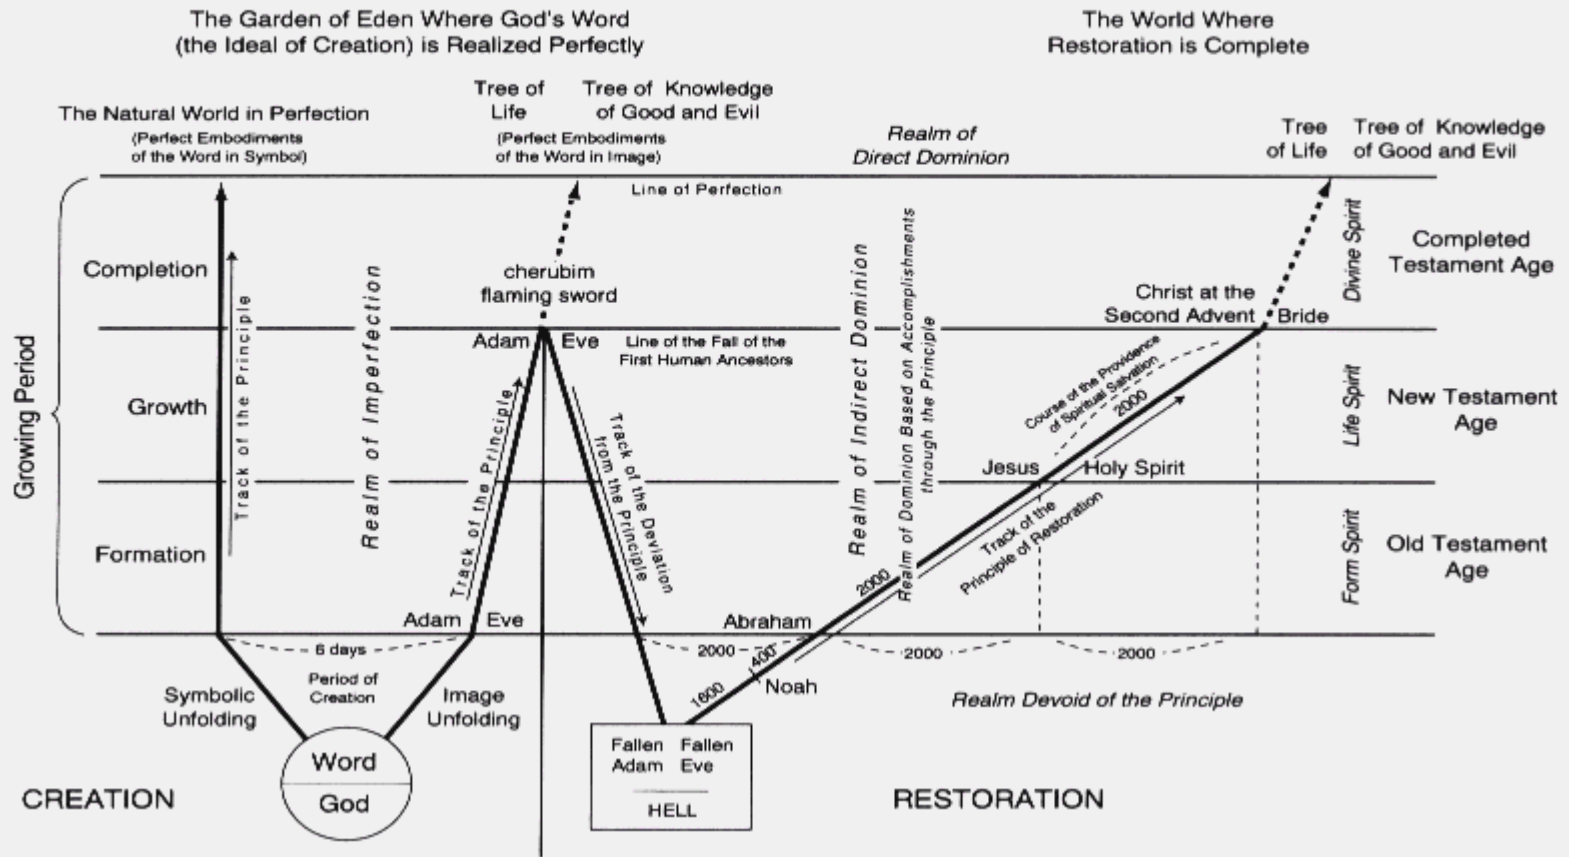 The Garden of Eden Where God's Word
(the Ideal of Creation) is Realized Perfectly
The World Where
Restoration is Complete
The Natural World in Perfection
(Perfect Embodiments
of the Word in Symbol)
Tree of
Life
Tree of Knowledge
of Good and Evil
(Perfect Embodiments
of the Word in Image)
Realm of
Direct Dominion
Tree
of Life
Tree of Knowledge
of Good and Evil
Line of Perfection
Growing Period
Completion
Growth
Formation
Track of the Principle
Realm of Imperfection
cherubim
flaming sword
Adam
Eve
Line of the Fall of the
First Human Ancestors
Track of the Principle
Track of the Deviation
from the Principle
Realm of Indirect Dominion
Realm of Dominion Based on Accomplishments
through the Principle
Christ at the
Second Advent
Bride
Course of the Providence
of Spiritual Salvation
2000
Jesus
Holy Spirit
Track of the
Principle of Restoration
2000
Divine Spirit
Life Spirit
Form Spirit
Completed
Testament Age
New Testament
Age
Old Testament
Age
Adam
Eve
Abraham
6 days
2000
2000
2000
Period of
Creation
Symbolic
Unfolding
Image
Unfolding
400
1600
Noah
Realm Devoid of the Principle
Word
God
Fallen
Adam
Fallen
Eve
HELL
CREATION
RESTORATION